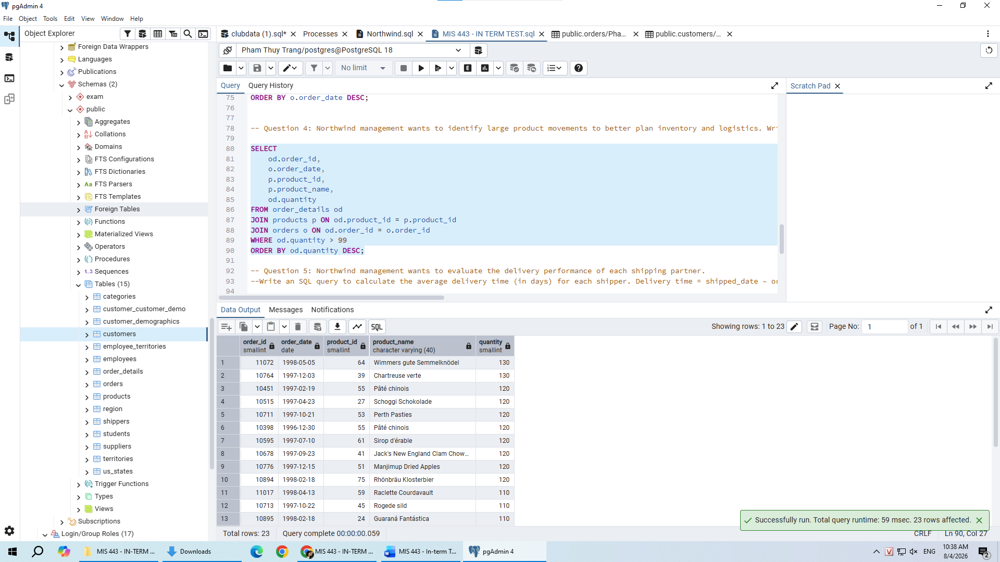 pgAdmin 4
File Object Tools Edit View Window Help
Object Explorer
clubdata (1).sql*
Processes
Northwind.sql
MIS 443 - IN TERM TEST.sql
public.orders/Pha...
public.customers/...
Pham Thuy Trang/postgres@PostgreSQL 18
No limit
Query
Query History
Scratch Pad
Foreign Data Wrappers
Languages
Publications
Schemas (2)
exam
public
Aggregates
Collations
Domains
FTS Configurations
FTS Dictionaries
FTS Parsers
FTS Templates
Foreign Tables
Functions
Materialized Views
Operators
Procedures
Sequences
Tables (15)
categories
customer_customer_demo
customer_demographics
customers
employee_territories
employees
order_details
orders
products
region
shippers
students
suppliers
territories
us_states
Trigger Functions
Types
Views
Subscriptions
Login/Group Roles (17)
75 ORDER BY o.order_date DESC;
76
77
78 -- Question 4: Northwind management wants to identify large product movements to better plan inventory and logistics. Wri
79
80 SELECT
81 od.order_id,
82 o.order_date,
83 p.product_id,
84 p.product_name,
85 od.quantity
86 FROM order_details od
87 JOIN products p ON od.product_id = p.product_id
88 JOIN orders o ON od.order_id = o.order_id
89 WHERE od.quantity > 99
90 ORDER BY od.quantity DESC;
91
92 -- Question 5: Northwind management wants to evaluate the delivery performance of each shipping partner.
93 --Write an SQL query to calculate the average delivery time (in days) for each shipper. Delivery time = shipped_date – or
94
Data Output
Messages
Notifications
SQL
Showing rows: 1 to 23
Page No: 1 of 1
order_id smallint
order_date date
product_id smallint
product_name character varying (40)
quantity smallint
1 11072 1998-05-05 64 Wimmers gute Semmelknödel 130
2 10764 1997-12-03 39 Chartreuse verte 130
3 10451 1997-02-19 55 Pâté chinois 120
4 10515 1997-04-23 27 Schoggi Schokolade 120
5 10711 1997-10-21 53 Perth Pasties 120
6 10398 1996-12-30 55 Pâté chinois 120
7 10595 1997-07-10 61 Sirop d'érable 120
8 10678 1997-09-23 41 Jack's New England Clam Chow... 120
9 10776 1997-12-15 51 Manjimup Dried Apples 120
10 10894 1998-02-18 75 Rhönbräu Klosterbier 120
11 11017 1998-04-13 59 Raclette Courdavault 110
12 10713 1997-10-22 45 Rogede sild 110
13 10895 1998-02-18 24 Guaraná Fantástica 110
Successfully run. Total query runtime: 59 msec. 23 rows affected.
Total rows: 23
Query complete 00:00:00.059
CRLF
Ln 90, Col 27
MIS 443 - IN-TERM ...
Downloads
MIS 443 - IN-TERM ...
MIS 443 - In-term T...
pgAdmin 4
ENG
10:38 AM
8/4/2026
2